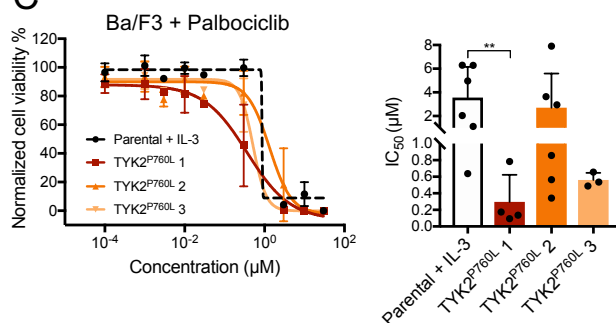 C
Ba/F3 + Palbociclib
Normalized cell viability %
120
100
80
60
40
20
0
10⁻⁴
10⁻²
10⁰
10²
Concentration (μM)
Parental + IL-3
TYK2ᴾ⁷⁶⁰ᴸ 1
TYK2ᴾ⁷⁶⁰ᴸ 2
TYK2ᴾ⁷⁶⁰ᴸ 3
IC₅₀ (μM)
8
6
4
2
1.0
0.8
0.6
0.4
0.2
0.0
**
Parental + IL-3
TYK2ᴾ⁷⁶⁰ᴸ 1
TYK2ᴾ⁷⁶⁰ᴸ 2
TYK2ᴾ⁷⁶⁰ᴸ 3